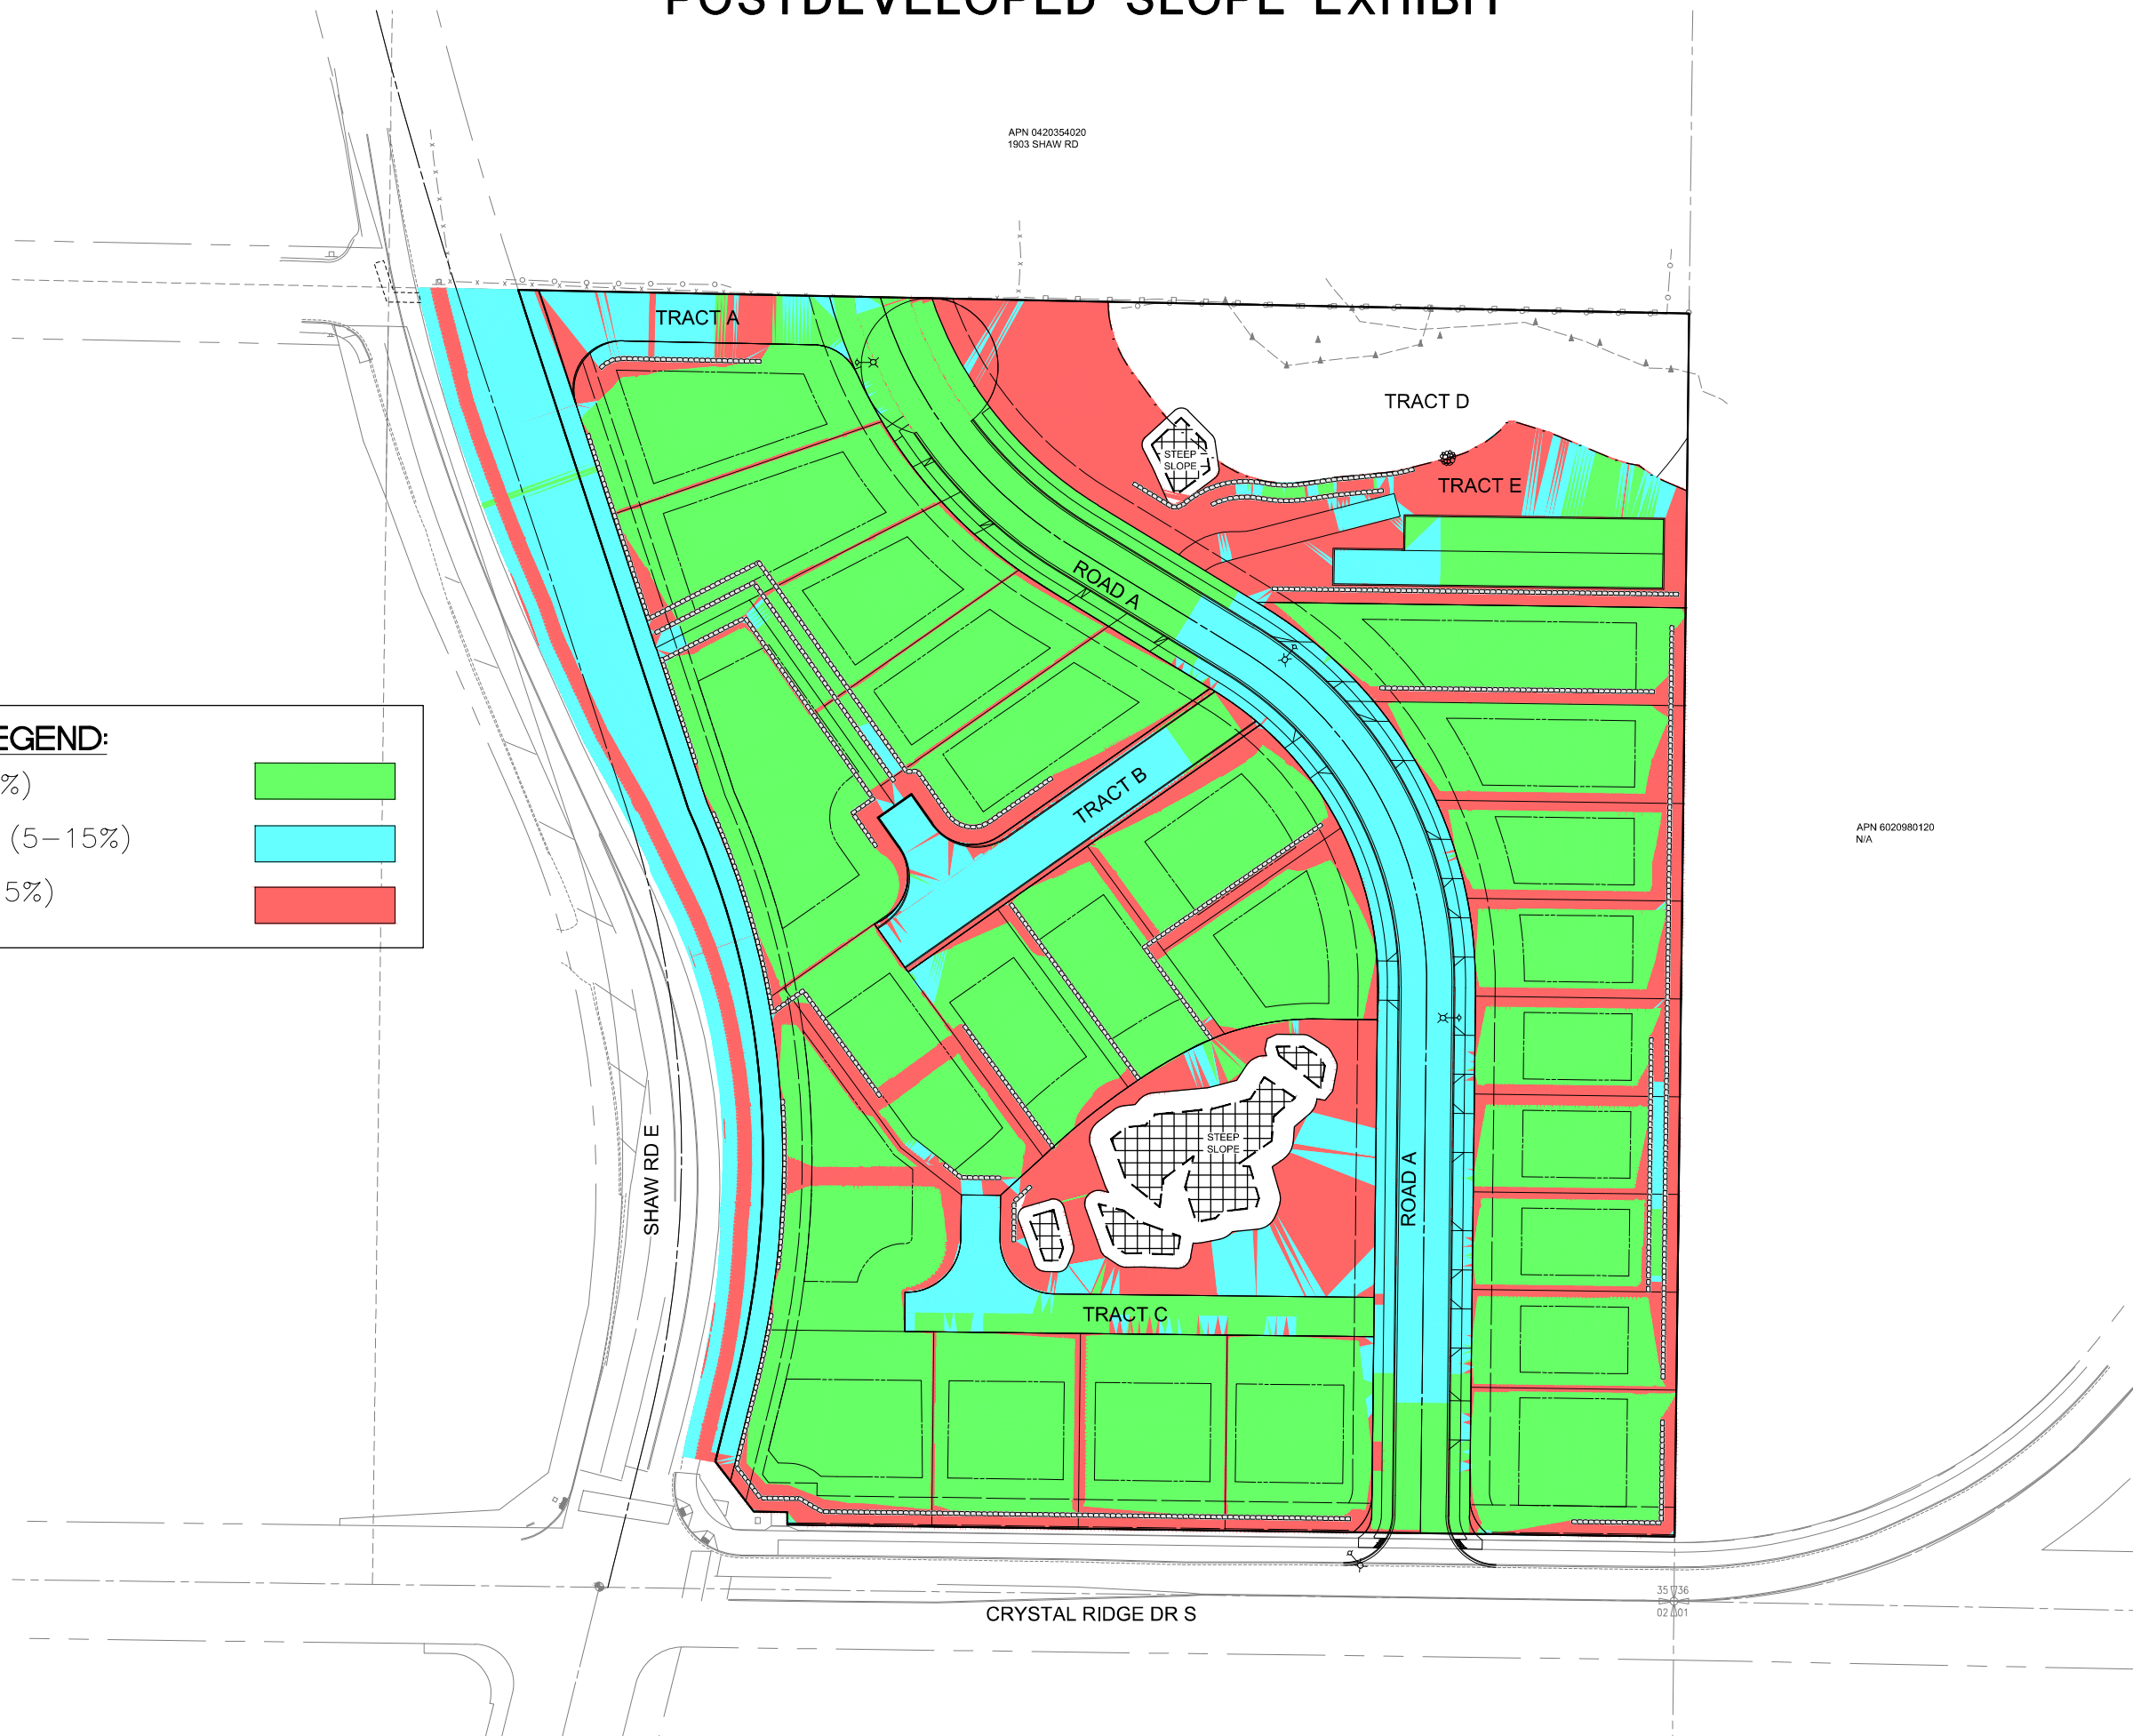 POSTDEVELOPED SLOPE EXHIBIT
APN 0420354020
1903 SHAW RD
TRACT A
TRACT D
STEEP
SLOPE
TRACT E
ROAD A
EGEND:
%)
(5-15%)
5%)
TRACT B
APN 6020980120
N/A
STEEP
SLOPE
SHAW RD E
ROAD A
TRACT C
CRYSTAL RIDGE DR S
35 36
02 01